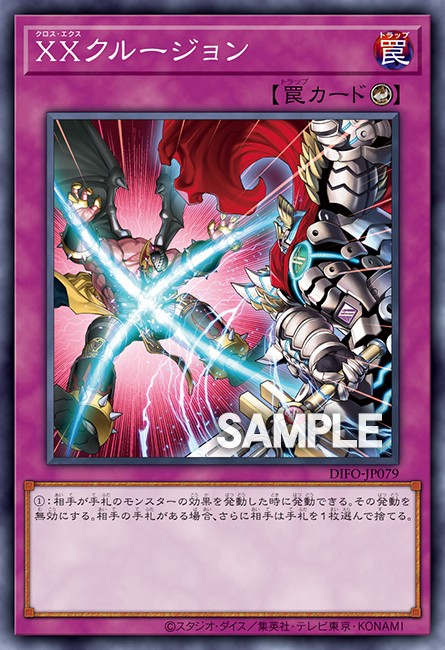 クロス・エクス
XXクルージョン
トラップ
罠
トラップ
【罠カード】
SAMPLE
DIFO-JP079
①：相手が手札のモンスターの効果を発動した時に発動できる。その発動を
無効にする。相手の手札がある場合、さらに相手は手札を1枚選んで捨てる。
©スタジオ・ダイス／集英社・テレビ東京・KONAMI